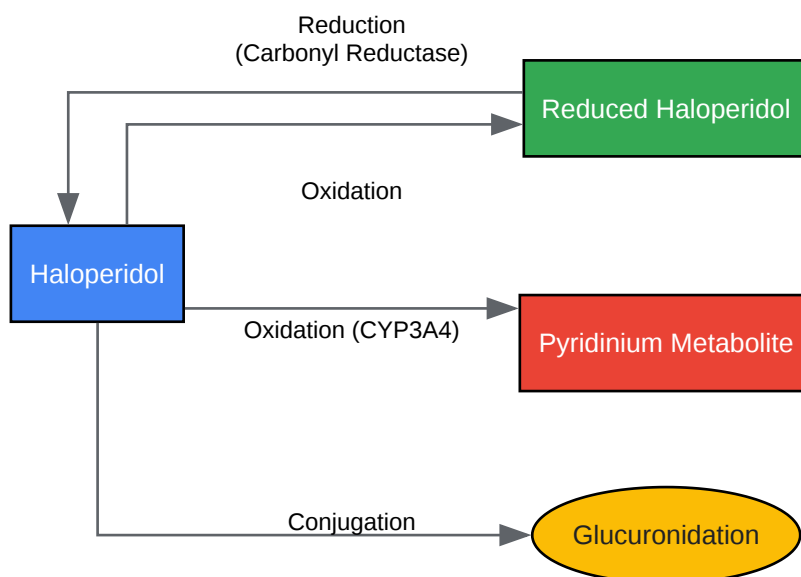 Reduction
(Carbonyl Reductase)
Reduced Haloperidol
Oxidation
Haloperidol
Oxidation (CYP3A4)
Pyridinium Metabolite
Conjugation
Glucuronidation